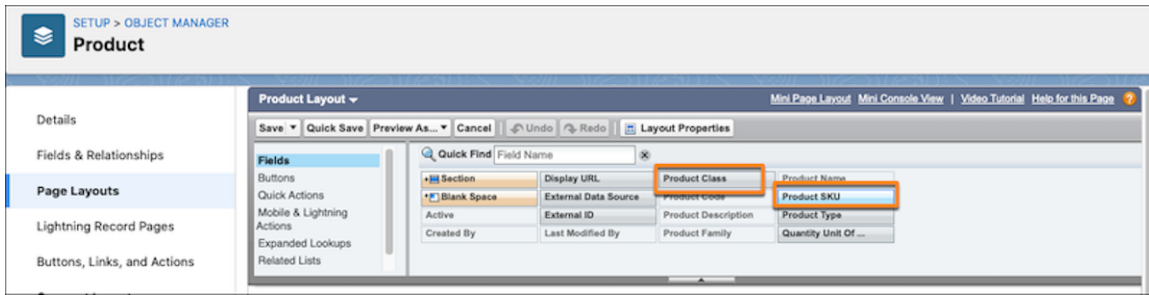 SETUP > OBJECT MANAGER
Product
Details
Fields & Relationships
Page Layouts
Lightning Record Pages
Buttons, Links, and Actions
Product Layout
Mini Page Layout Mini Console View | Video Tutorial Help for this Page ?
Save Quick Save Preview As... Cancel Undo Redo Layout Properties
Fields
Buttons
Quick Actions
Mobile & Lightning
Actions
Expanded Lookups
Related Lists
Quick Find Field Name
Section Display URL Product Class Product Name
Blank Space External Data Source Product Code Product SKU
Active External ID Product Description Product Type
Created By Last Modified By Product Family Quantity Unit Of ...